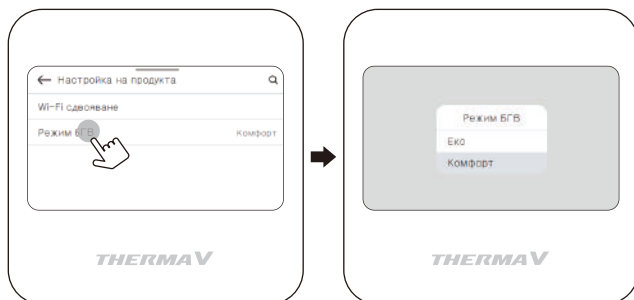 ← Настройка на продукта
Wi-Fi сдвояване
Режим БГВ Комфорт
THERMA V
Режим БГВ
Еко
Комфорт
THERMA V